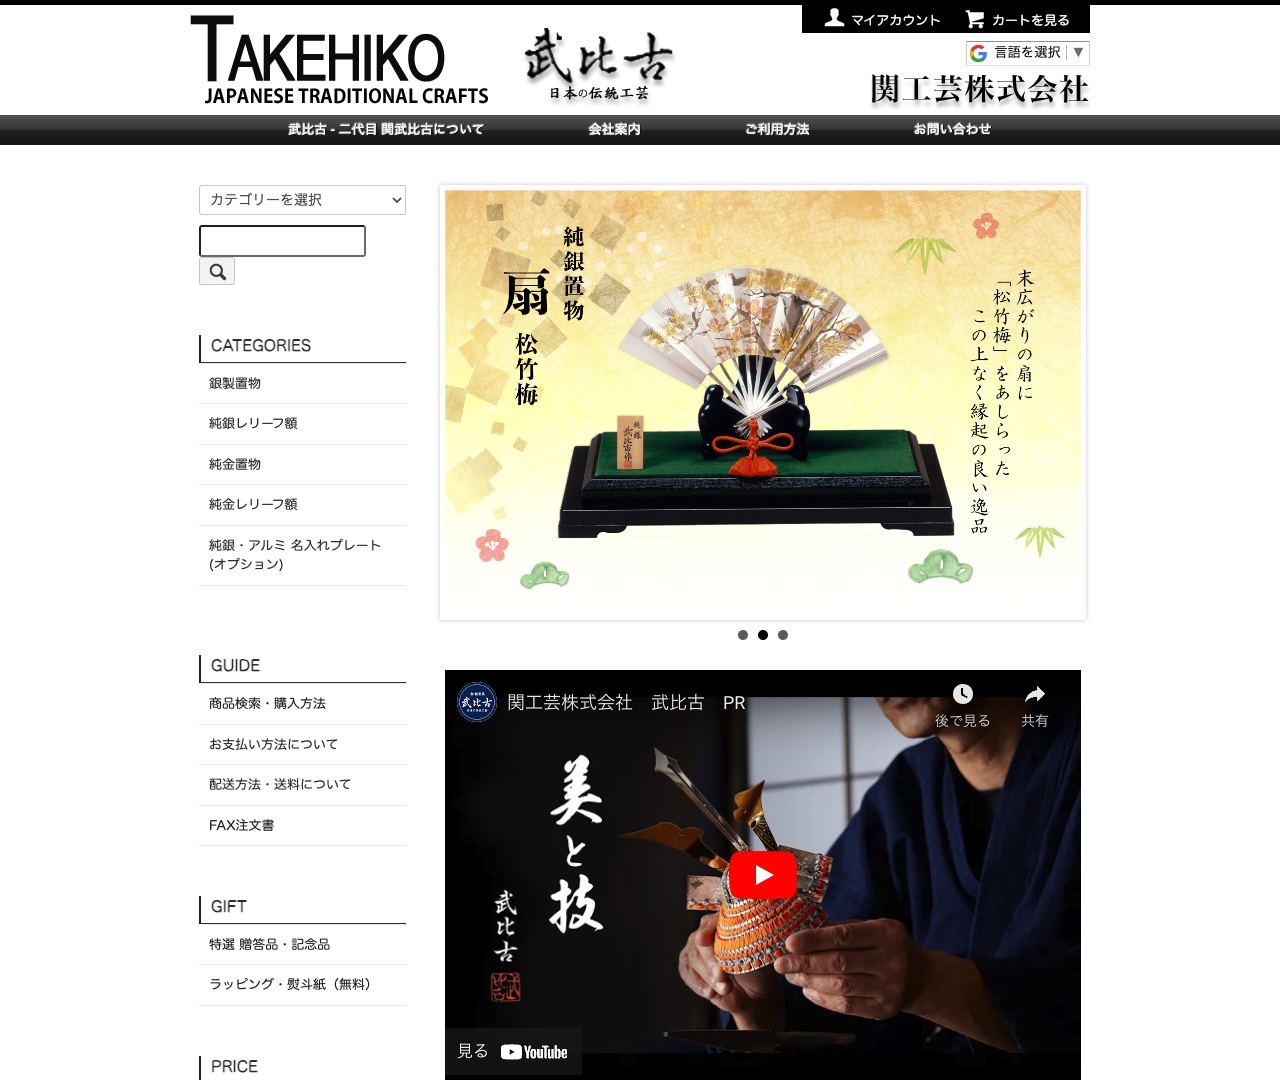 TAKEHIKO
JAPANESE TRADITIONAL CRAFTS
武比古
日本の伝統工芸
マイアカウント
カートを見る
言語を選択
▼
関工芸株式会社
武比古 - 二代目 関武比古について
会社案内
ご利用方法
お問い合わせ
カテゴリーを選択
CATEGORIES
銀製置物
純銀レリーフ額
純金置物
純金レリーフ額
純銀・アルミ 名入れプレート
(オプション)
GUIDE
商品検索・購入方法
お支払い方法について
配送方法・送料について
FAX注文書
GIFT
特選 贈答品・記念品
ラッピング・熨斗紙（無料）
PRICE
純銀置物
扇
松竹梅
末広がりの扇に
「松竹梅」をあしらった
この上なく縁起の良い逸品
純銀
武比古作
武比古
関工芸株式会社　武比古　PR
後で見る
共有
美と技
武比古
見る
YouTube